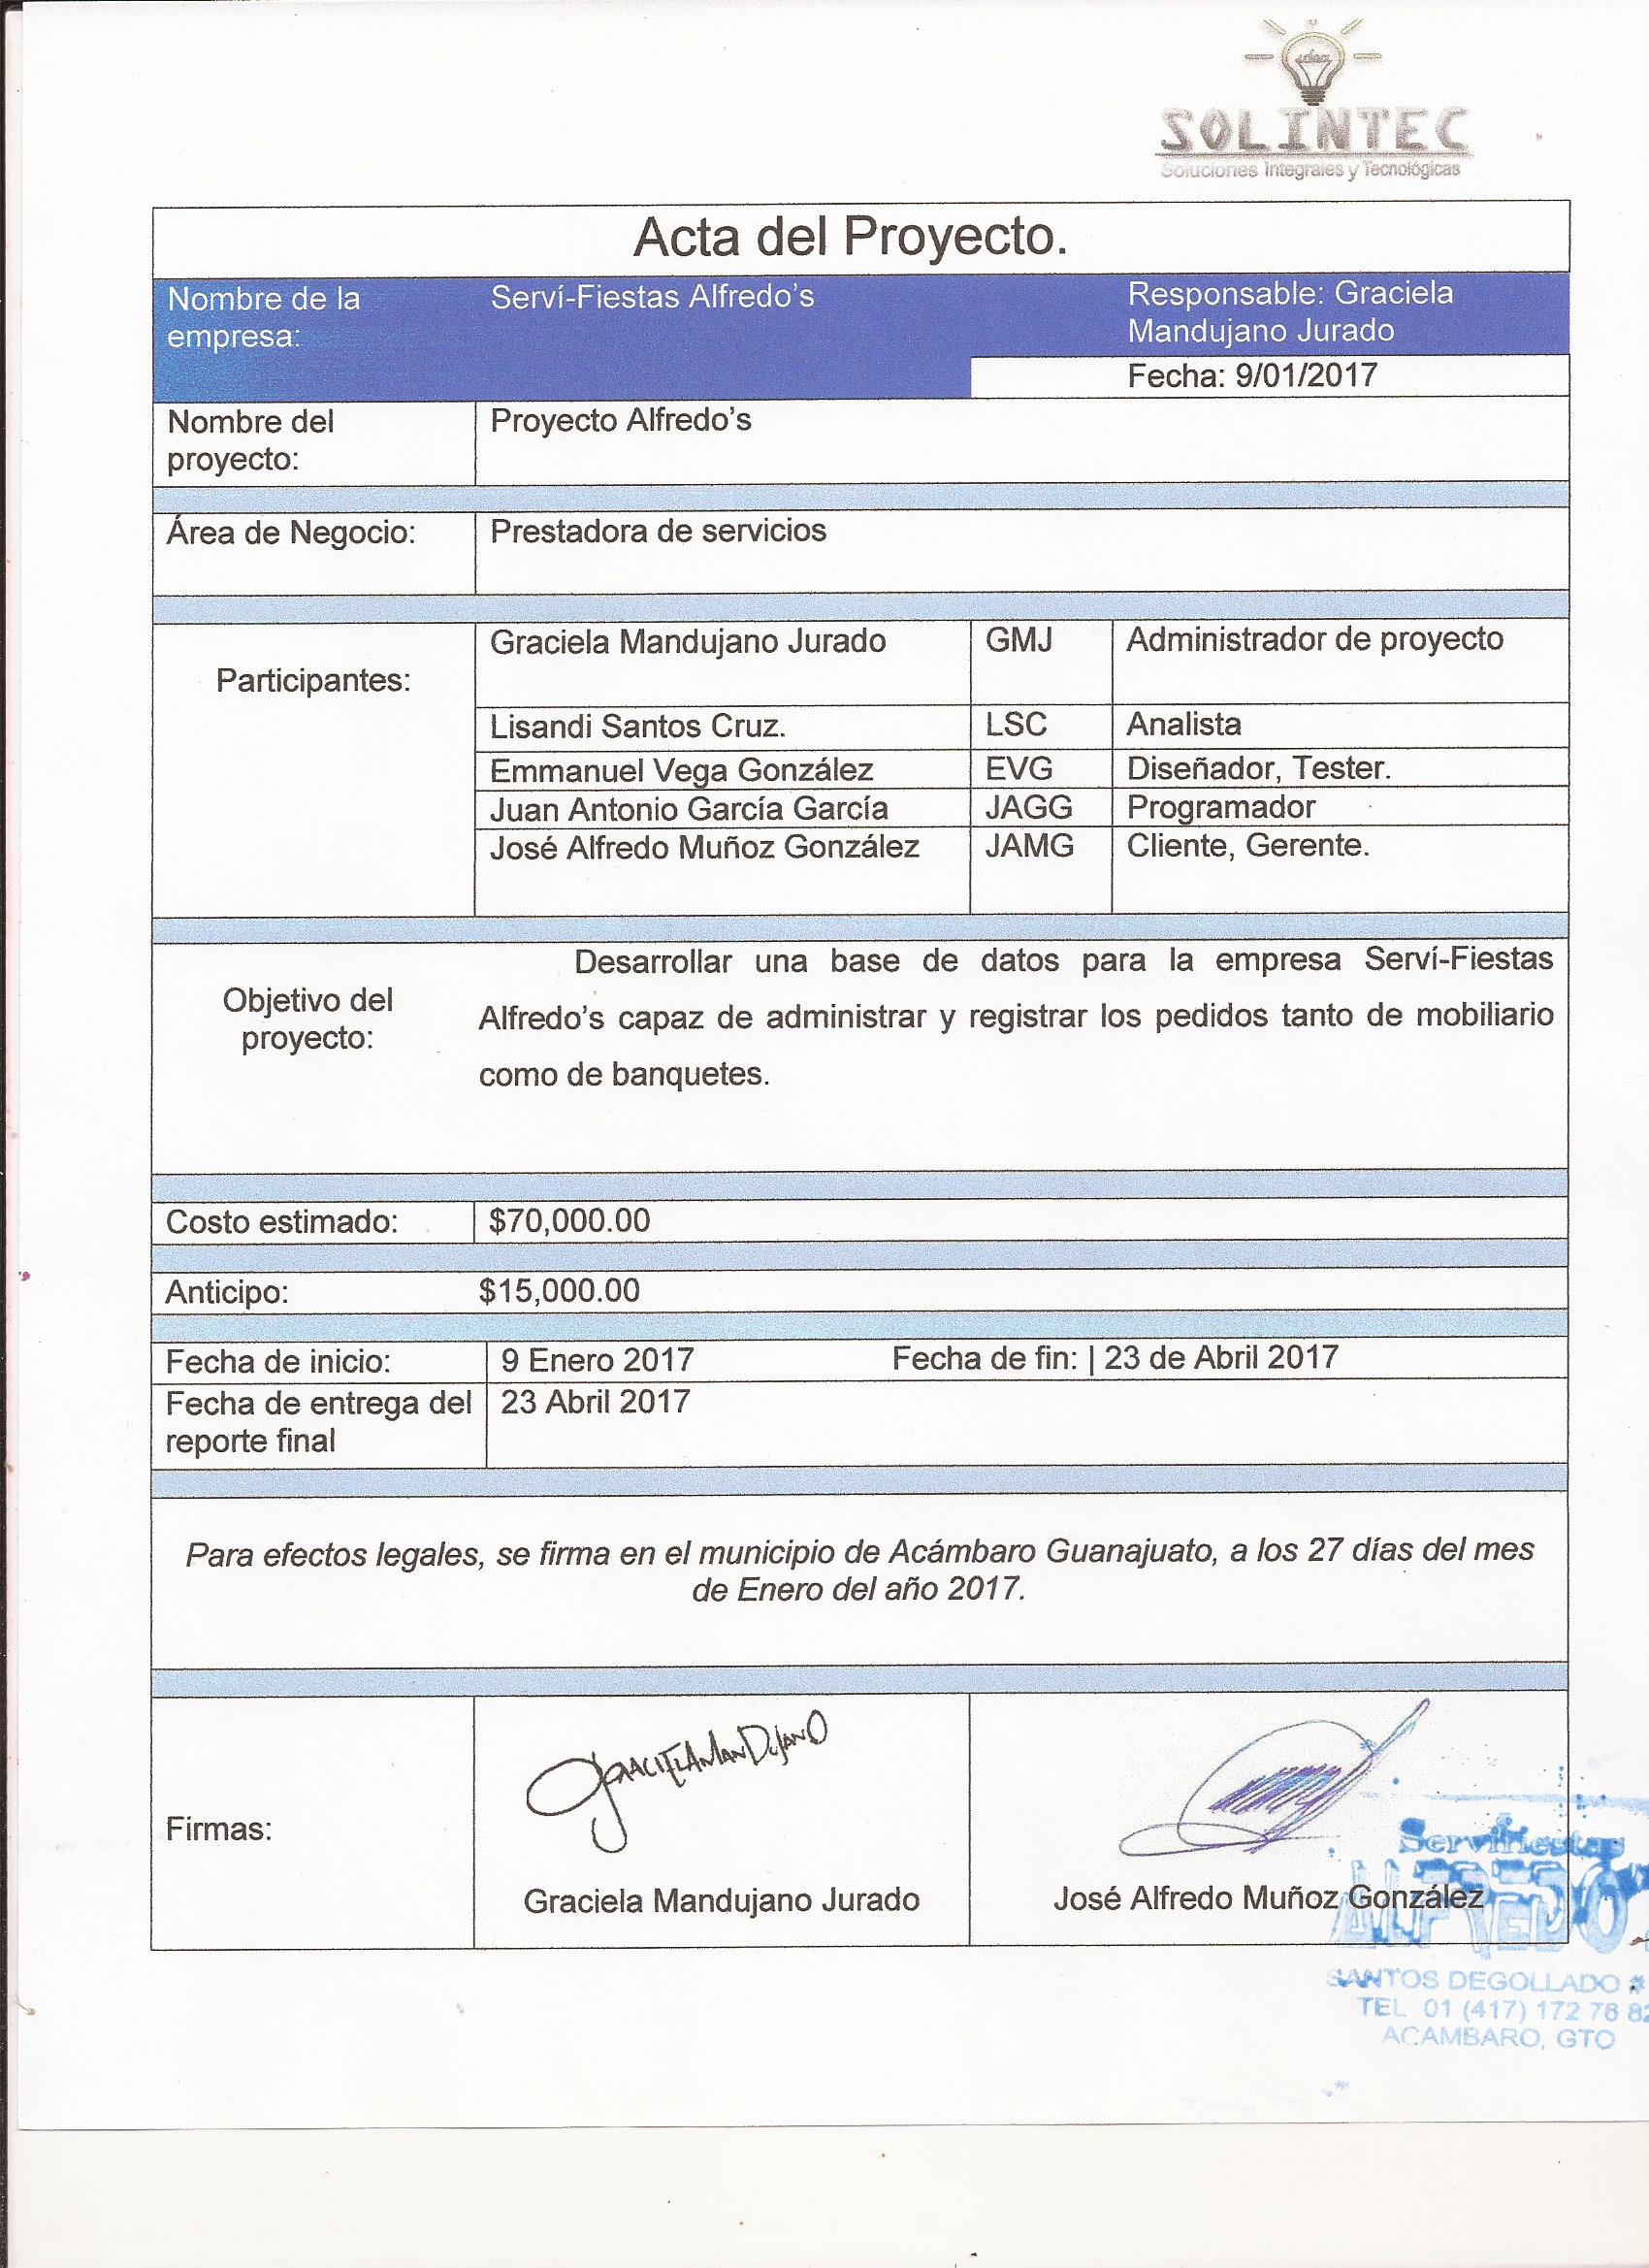 idea
SOLINTEC
Soluciones Integrales y Tecnológicas
Acta del Proyecto.
Nombre de la empresa:
Serví-Fiestas Alfredo's
Responsable: Graciela
Mandujano Jurado
Fecha: 9/01/2017
Nombre del
proyecto:
Proyecto Alfredo's
Área de Negocio:
Prestadora de servicios
Participantes:
Graciela Mandujano Jurado GMJ Administrador de proyecto
Lisandi Santos Cruz. LSC Analista
Emmanuel Vega González EVG Diseñador, Tester.
Juan Antonio García García JAGG Programador
José Alfredo Muñoz González JAMG Cliente, Gerente.
Objetivo del
proyecto:
Desarrollar una base de datos para la empresa Serví-Fiestas
Alfredo's capaz de administrar y registrar los pedidos tanto de mobiliario
como de banquetes.
Costo estimado: $70,000.00
Anticipo: $15,000.00
Fecha de inicio: 9 Enero 2017 Fecha de fin: | 23 de Abril 2017
Fecha de entrega del
reporte final
23 Abril 2017
Para efectos legales, se firma en el municipio de Acámbaro Guanajuato, a los 27 días del mes
de Enero del año 2017.
Firmas:
Graciela Mandujano
Graciela Mandujano Jurado
José Alfredo Muñoz González
Servifiestas
ALFREDO
SANTOS DEGOLLADO #
TEL 01 (417) 172 78 82
ACAMBARO, GTO